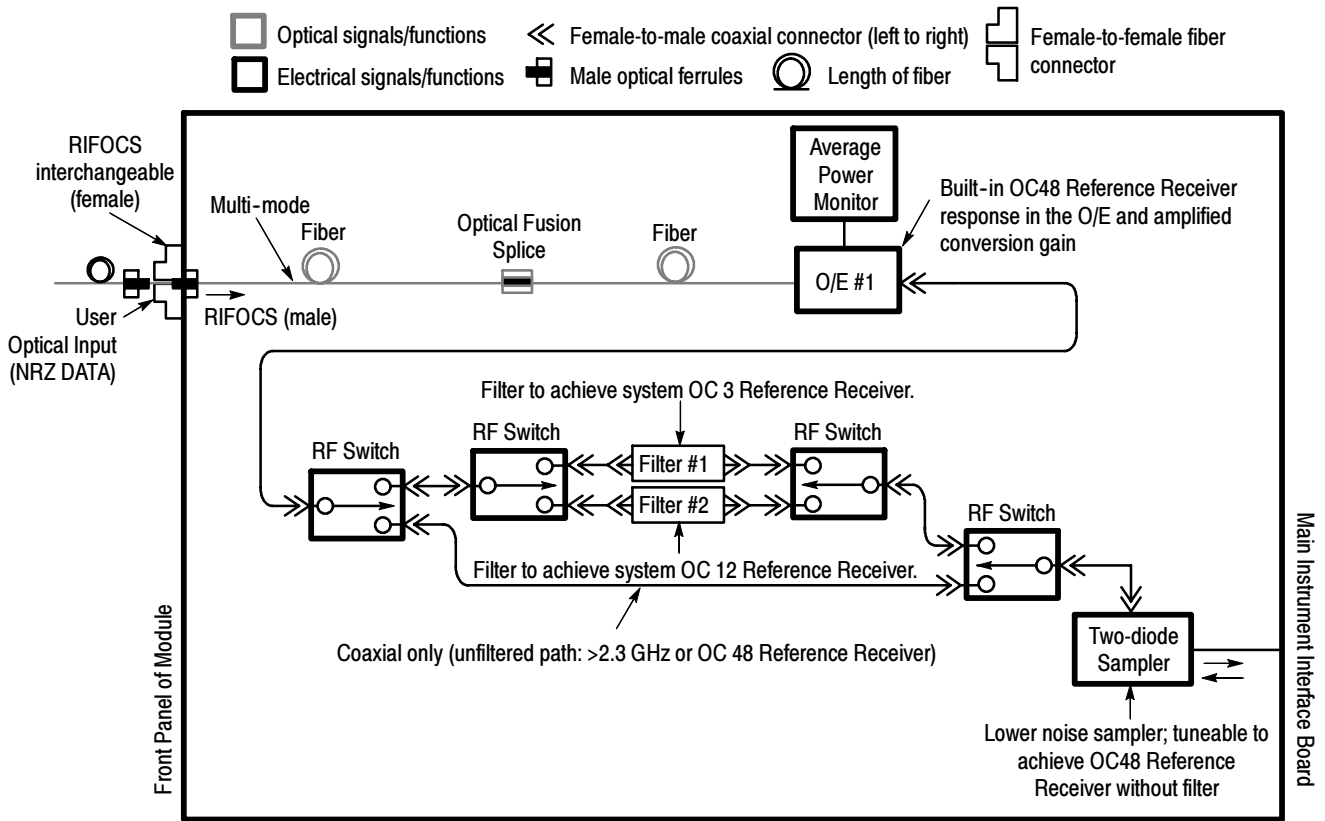 Optical signals/functions
Electrical signals/functions
Female-to-male coaxial connector (left to right)
Male optical ferrules
Length of fiber
Female-to-female fiber
connector
RIFOCS
interchangeable
(female)
Multi-mode
Fiber
Optical Fusion
Splice
Fiber
Average
Power
Monitor
Built-in OC48 Reference Receiver
response in the O/E and amplified
conversion gain
O/E #1
User
Optical Input
(NRZ DATA)
RIFOCS (male)
Filter to achieve system OC 3 Reference Receiver.
RF Switch
RF Switch
Filter #1
Filter #2
RF Switch
RF Switch
Filter to achieve system OC 12 Reference Receiver.
Coaxial only (unfiltered path: >2.3 GHz or OC 48 Reference Receiver)
Two-diode
Sampler
Lower noise sampler; tuneable to
achieve OC48 Reference
Receiver without filter
Front Panel of Module
Main Instrument Interface Board